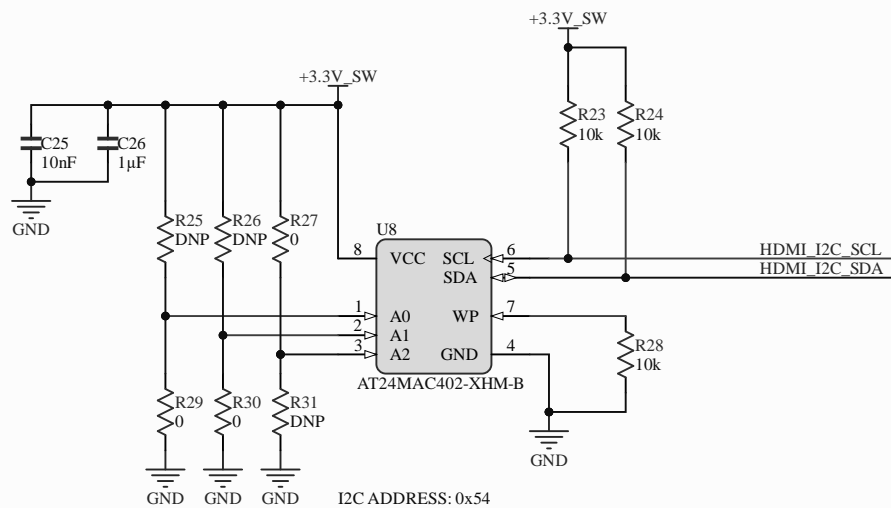 +3.3V_SW
+3.3V_SW
C25
10nF
C26
1µF
R23
10k
R24
10k
GND
R25
DNP
R26
DNP
R27
0
U8
8
VCC
SCL
6
HDMI_I2C_SCL
SDA
5
HDMI_I2C_SDA
1
A0
WP
7
2
A1
3
A2
GND
4
R28
10k
AT24MAC402-XHM-B
R29
0
R30
0
R31
DNP
GND
GND
GND
GND
I2C ADDRESS: 0x54